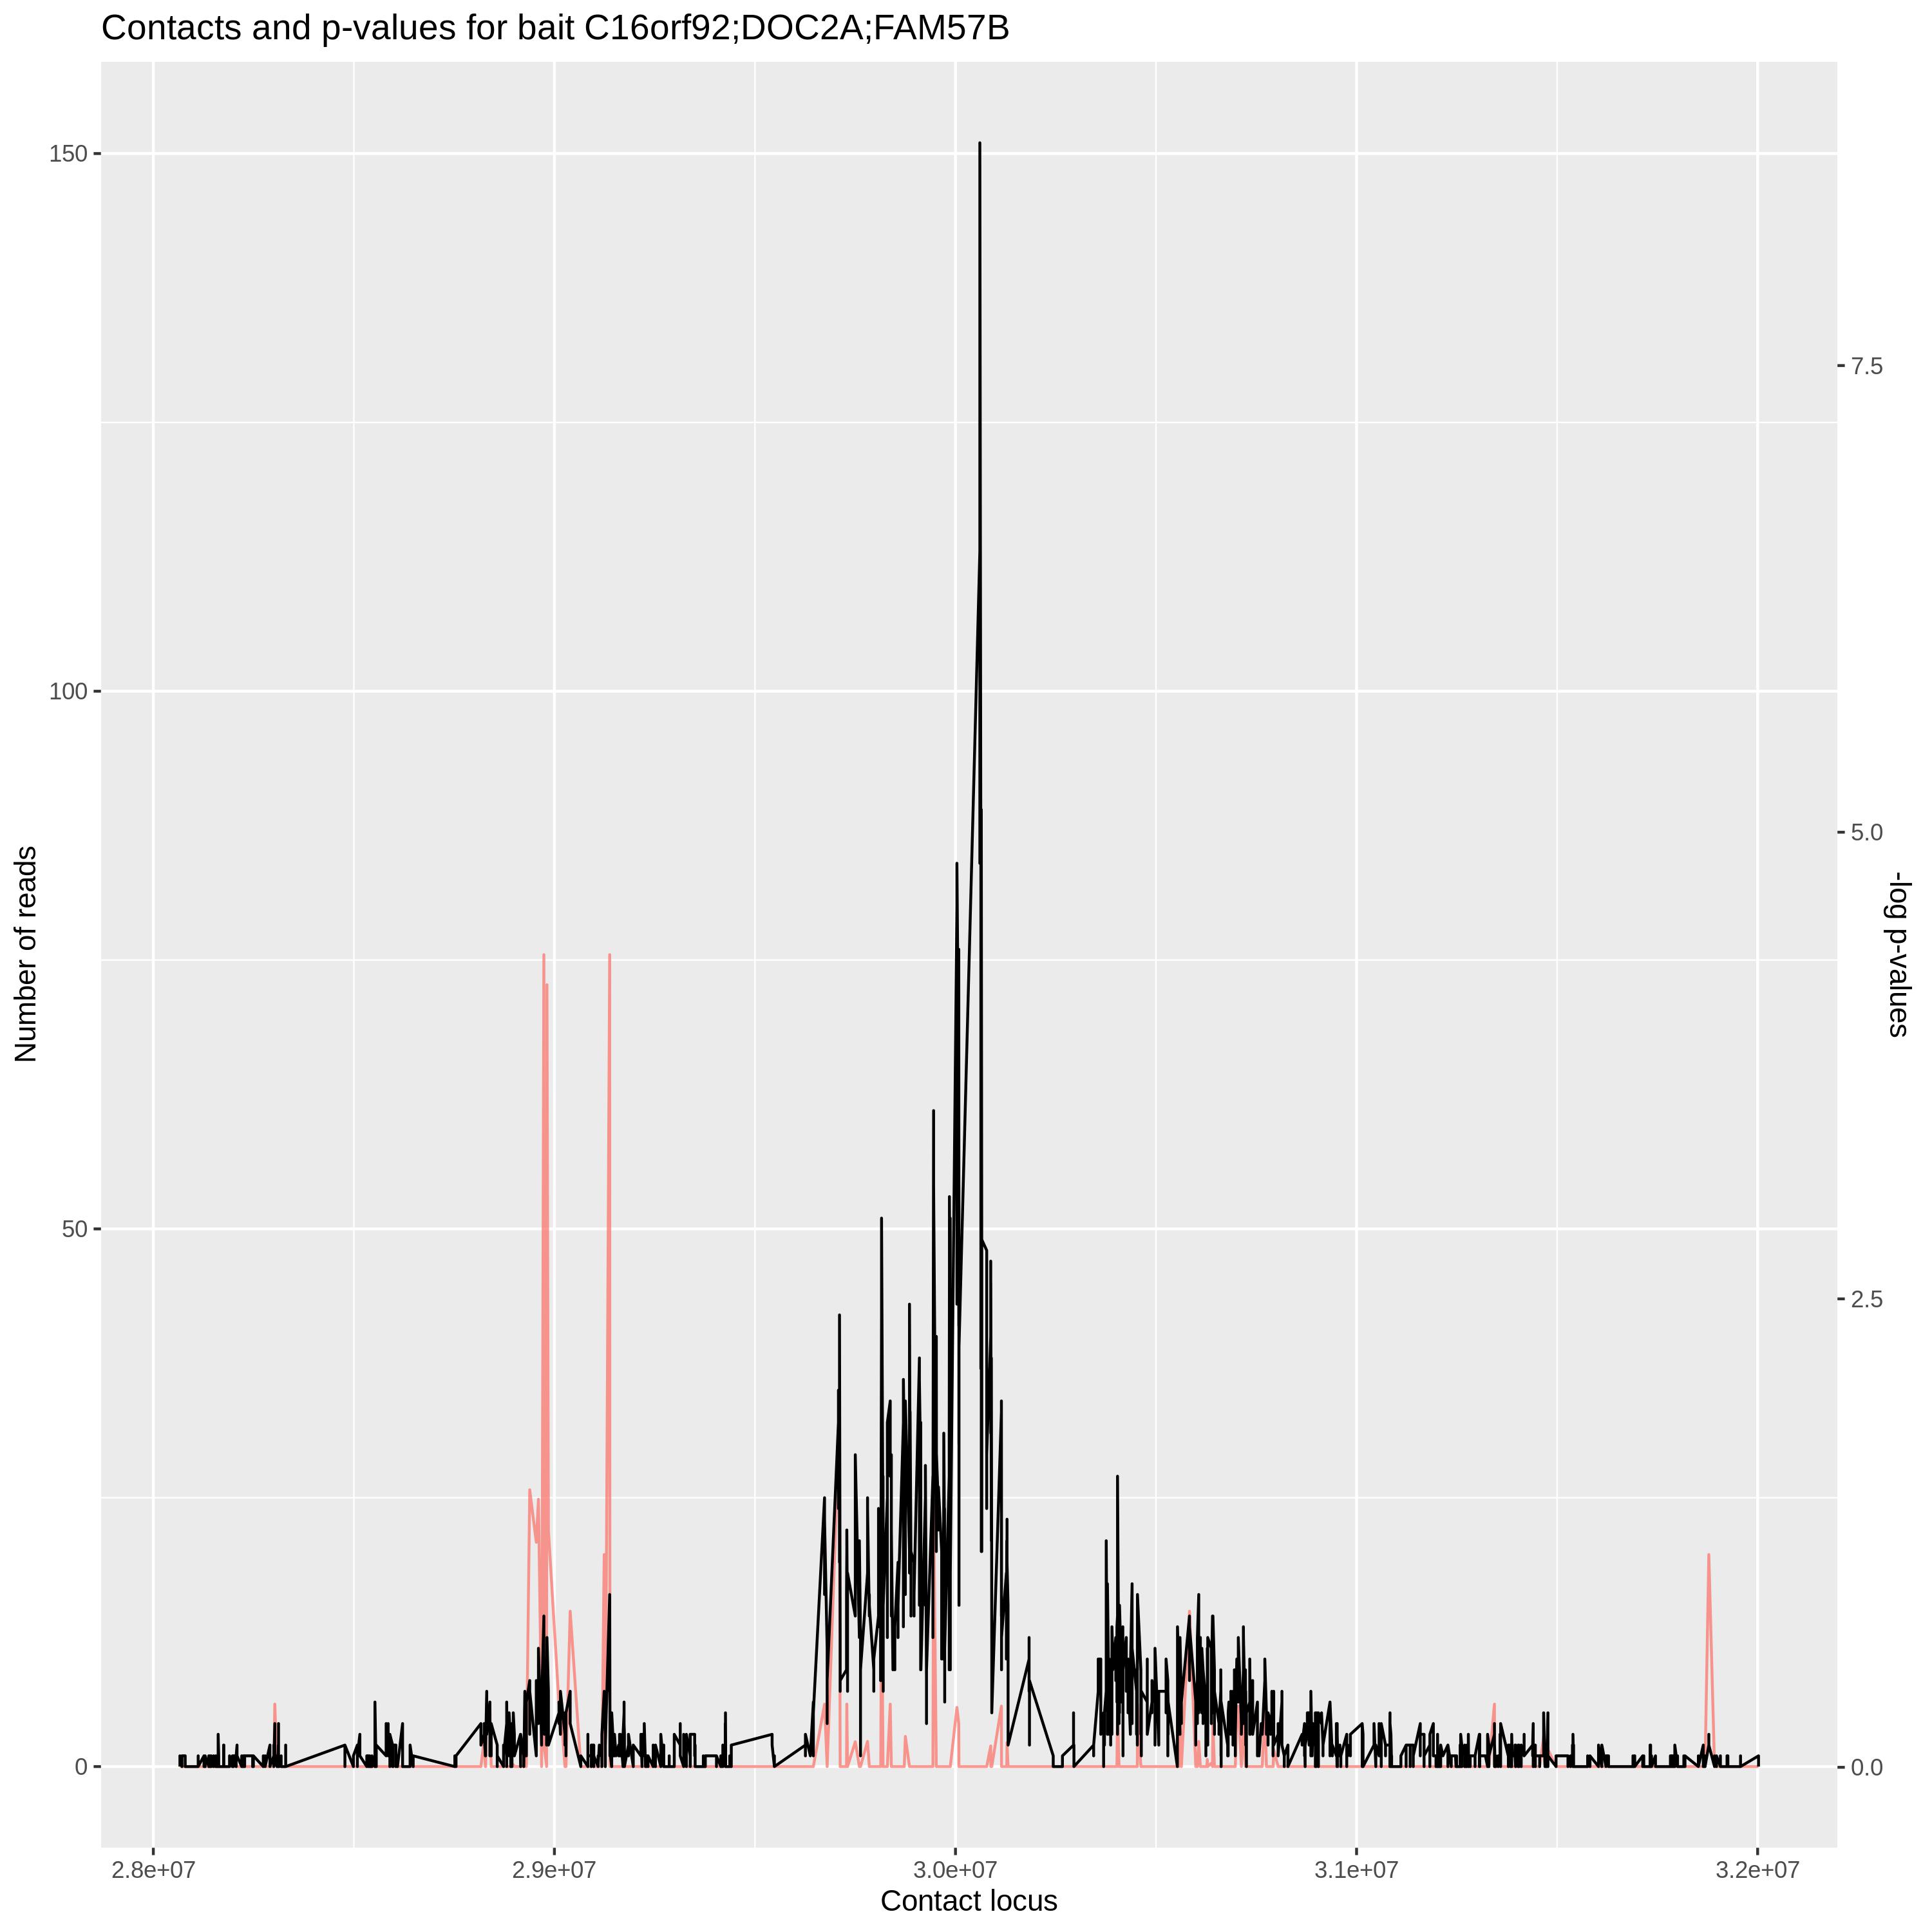 Contacts and p-values for bait C16orf92;DOC2A;FAM57B
150
100
50
0
Number of reads
7.5
5.0
2.5
0.0
-log p-values
2.8e+07
2.9e+07
3.0e+07
3.1e+07
3.2e+07
Contact locus